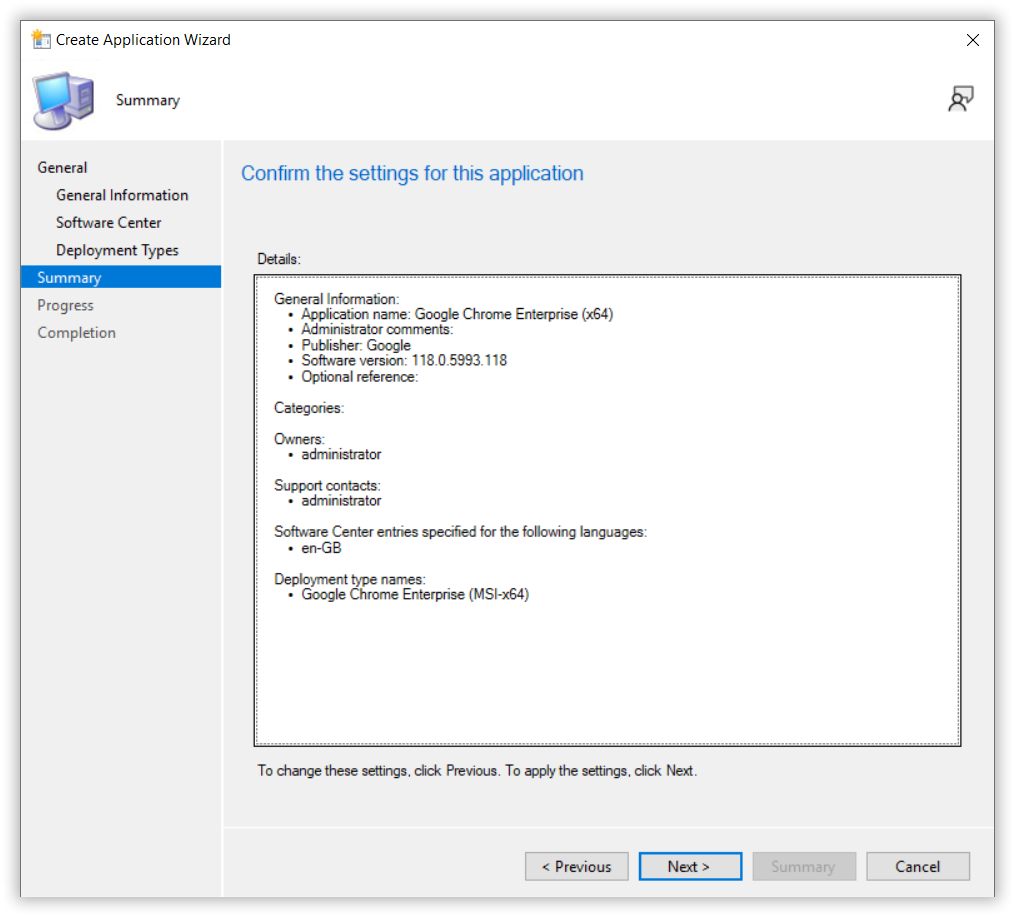 Create Application Wizard
Summary
General
General Information
Software Center
Deployment Types
Summary
Progress
Completion
Confirm the settings for this application
Details:
General Information:
• Application name: Google Chrome Enterprise (x64)
• Administrator comments:
• Publisher: Google
• Software version: 118.0.5993.118
• Optional reference:
Categories:
Owners:
• administrator
Support contacts:
• administrator
Software Center entries specified for the following languages:
• en-GB
Deployment type names:
• Google Chrome Enterprise (MSI-x64)
To change these settings, click Previous. To apply the settings, click Next.
< Previous
Next >
Summary
Cancel